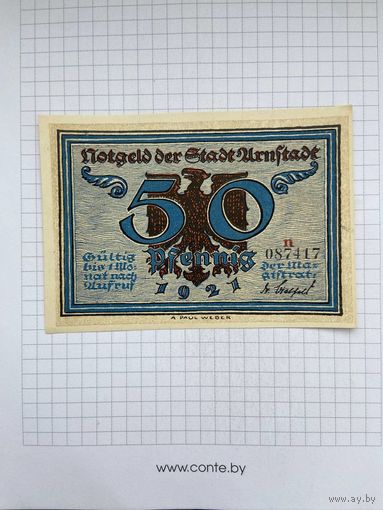 Notgeld der Stadt Arnstadt
50
n
087417
Pfennig
Gültig
bis 1 Mo=
nat nach
Aufruf
der Ma=
gistrat:
1921
A PAUL WEBER
www.conte.by
www.ay.by